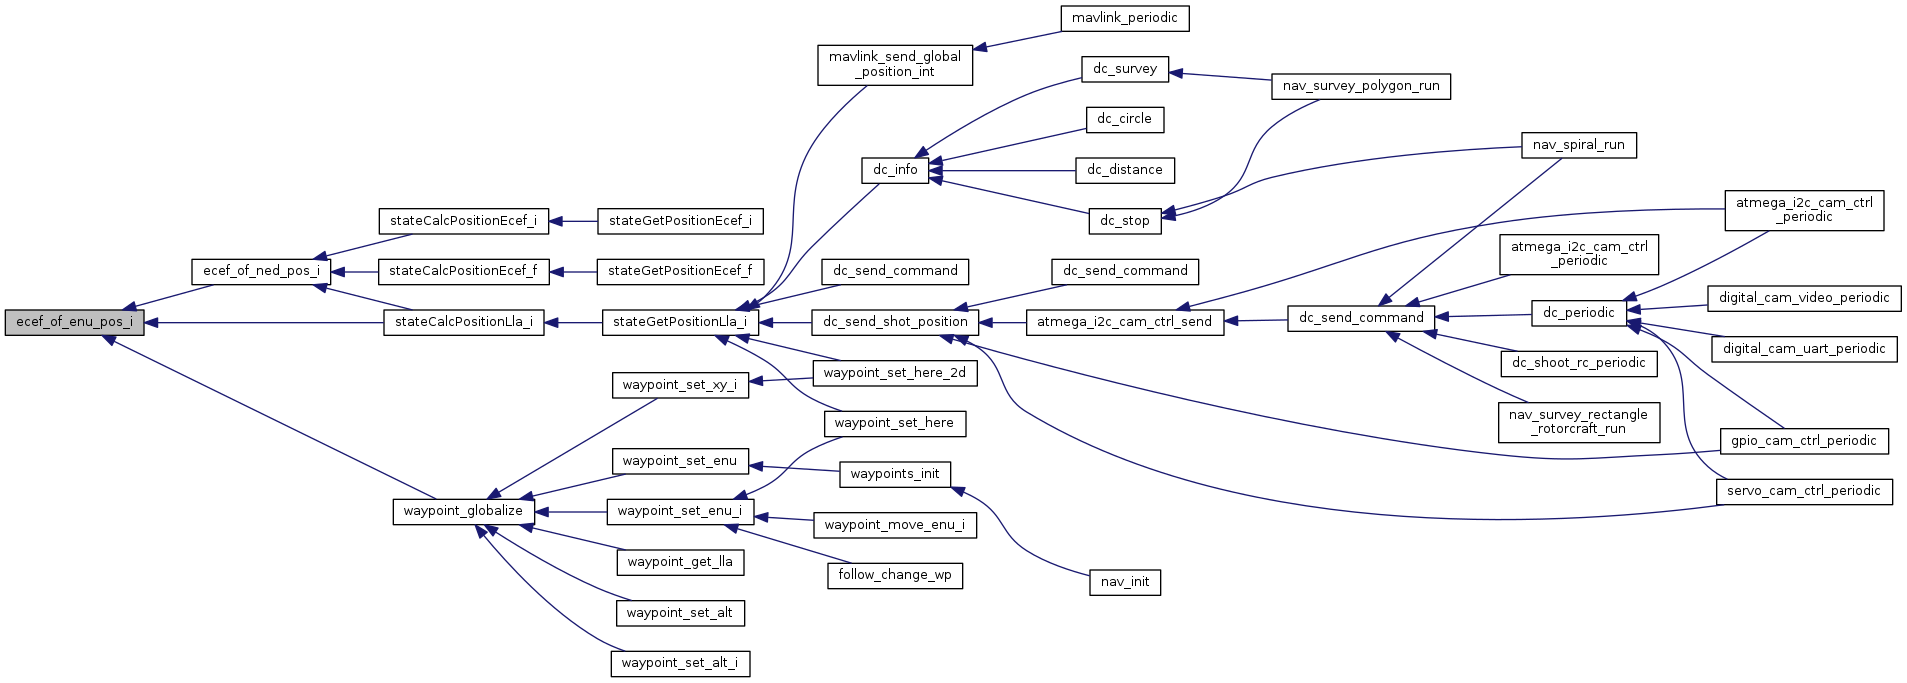 mavlink_periodic
mavlink_send_global
_position_int
dc_survey
nav_survey_polygon_run
dc_circle
nav_spiral_run
dc_info
dc_distance
stateCalcPositionEcef_i
stateGetPositionEcef_i
dc_stop
atmega_i2c_cam_ctrl
_periodic
atmega_i2c_cam_ctrl
_periodic
ecef_of_ned_pos_i
stateCalcPositionEcef_f
stateGetPositionEcef_f
dc_send_command
dc_send_command
digital_cam_video_periodic
ecef_of_enu_pos_i
stateCalcPositionLla_i
stateGetPositionLla_i
dc_send_shot_position
atmega_i2c_cam_ctrl_send
dc_send_command
dc_periodic
digital_cam_uart_periodic
dc_shoot_rc_periodic
waypoint_set_xy_i
waypoint_set_here_2d
waypoint_set_here
nav_survey_rectangle
_rotorcraft_run
gpio_cam_ctrl_periodic
waypoint_set_enu
waypoints_init
servo_cam_ctrl_periodic
waypoint_globalize
waypoint_set_enu_i
waypoint_move_enu_i
waypoint_get_lla
follow_change_wp
nav_init
waypoint_set_alt
waypoint_set_alt_i